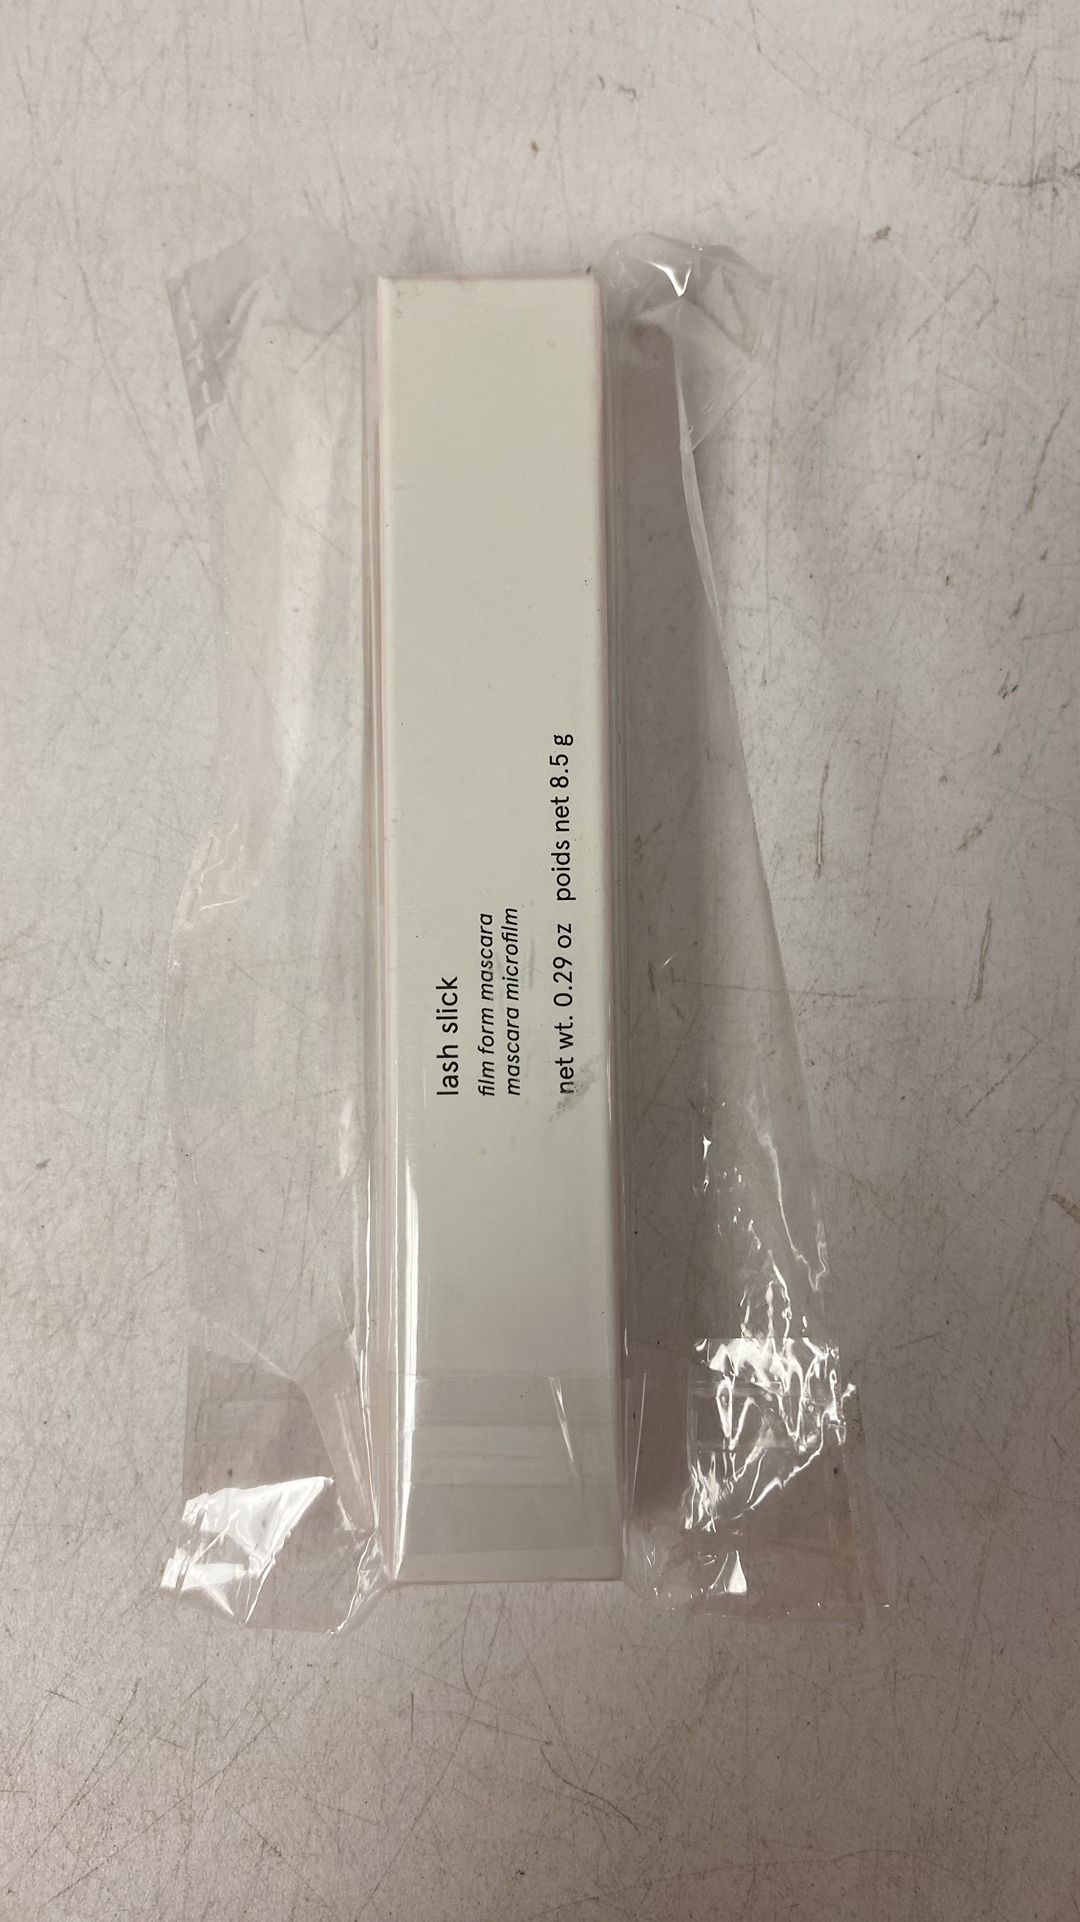 lash slick
film form mascara
mascara microfilm
net wt. 0.29 oz poids net 8.5 g